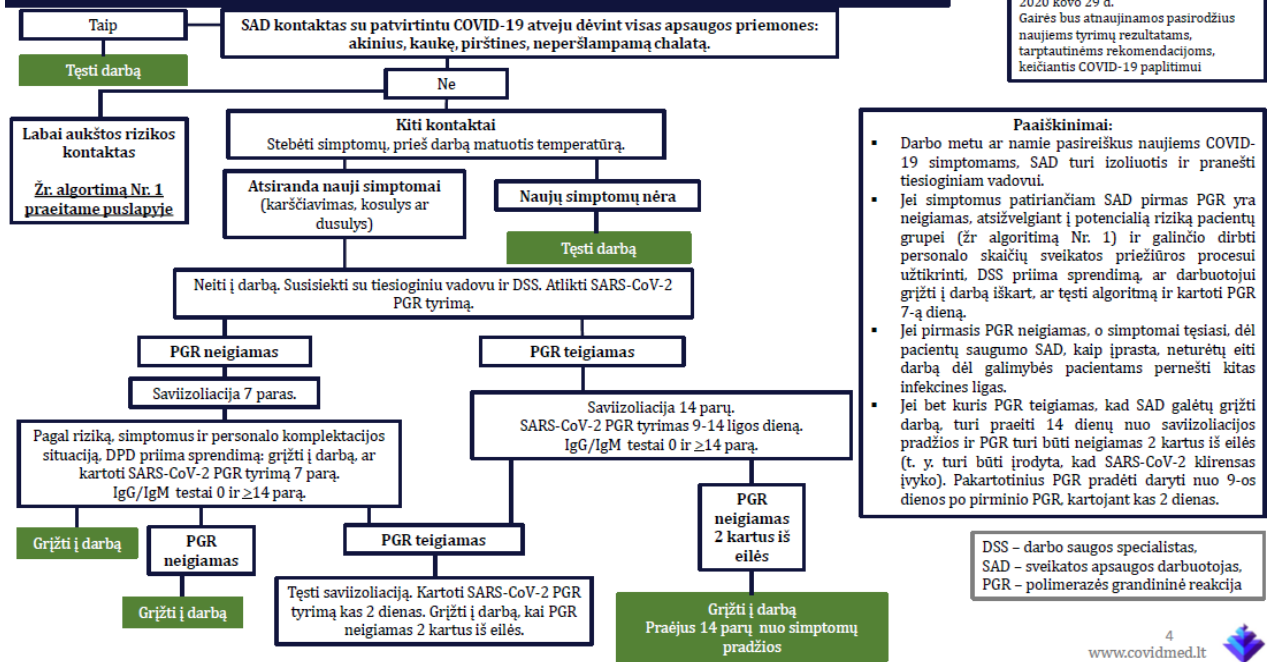 2020 kovo 29 d.
Gairės bus atnaujinamos pasirodžius
naujiems tyrimų rezultatams,
tarptautinėms rekomendacijoms,
keičiantis COVID-19 paplitimui
Taip
SAD kontaktas su patvirtintu COVID-19 atveju dėvint visas apsaugos priemones:
akinius, kaukę, pirštines, neperšlampamą chalatą.
Tęsti darbą
Ne
Labai aukštos rizikos
kontaktas
Žr. algortimą Nr. 1
praeitame puslapyje
Kiti kontaktai
Stebėti simptomų, prieš darbą matuotis temperatūrą.
Atsiranda nauji simptomai
(karščiavimas, kosulys ar
dusulys)
Naujų simptomų nėra
Tęsti darbą
Neiti į darbą. Susisiekti su tiesioginiu vadovu ir DSS. Atlikti SARS-CoV-2
PGR tyrimą.
PGR neigiamas
PGR teigiamas
Saviizoliacija 7 paras.
Saviizoliacija 14 parų.
SARS-CoV-2 PGR tyrimas 9-14 ligos dieną.
IgG/IgM testai 0 ir ≥14 parą.
Pagal riziką, simptomus ir personalo komplektacijos
situaciją, DPD priima sprendimą: grįžti į darbą, ar
kartoti SARS-CoV-2 PGR tyrimą 7 parą.
IgG/IgM testai 0 ir ≥14 parą.
Grįžti į darbą
PGR
neigiamas
PGR teigiamas
PGR
neigiamas
2 kartus iš
eilės
Grįžti į darbą
Tęsti saviizoliaciją. Kartoti SARS-CoV-2 PGR
tyrimą kas 2 dienas. Grįžti į darbą, kai PGR
neigiamas 2 kartus iš eilės.
Grįžti į darbą
Praėjus 14 parų nuo simptomų
pradžios
Paaiškinimai:
▪ Darbo metu ar namie pasireiškus naujiems COVID-
19 simptomams, SAD turi izoliuotis ir pranešti
tiesioginiam vadovui.
▪ Jei simptomus patiriančiam SAD pirmas PGR yra
neigiamas, atsižvelgiant į potencialią riziką pacientų
grupei (žr algoritimą Nr. 1) ir galinčio dirbti
personalo skaičių sveikatos priežiūros procesui
užtikrinti, DSS priima sprendimą, ar darbuotojui
grįžti į darbą iškart, ar tęsti algoritmą ir kartoti PGR
7-ą dieną.
▪ Jei pirmasis PGR neigiamas, o simptomai tęsiasi, dėl
pacientų saugumo SAD, kaip įprasta, neturėtų eiti
darbą dėl galimybės pacientams pernešti kitas
infekcines ligas.
▪ Jei bet kuris PGR teigiamas, kad SAD galėtų grįžti
darbą, turi praeiti 14 dienų nuo saviizoliacijos
pradžios ir PGR turi būti neigiamas 2 kartus iš eilės
(t. y. turi būti įrodyta, kad SARS-CoV-2 klirensas
įvyko). Pakartotinius PGR pradėti daryti nuo 9-os
dienos po pirminio PGR, kartojant kas 2 dienas.
DSS – darbo saugos specialistas,
SAD – sveikatos apsaugos darbuotojas,
PGR – polimerazės grandininė reakcija
4
www.covidmed.lt